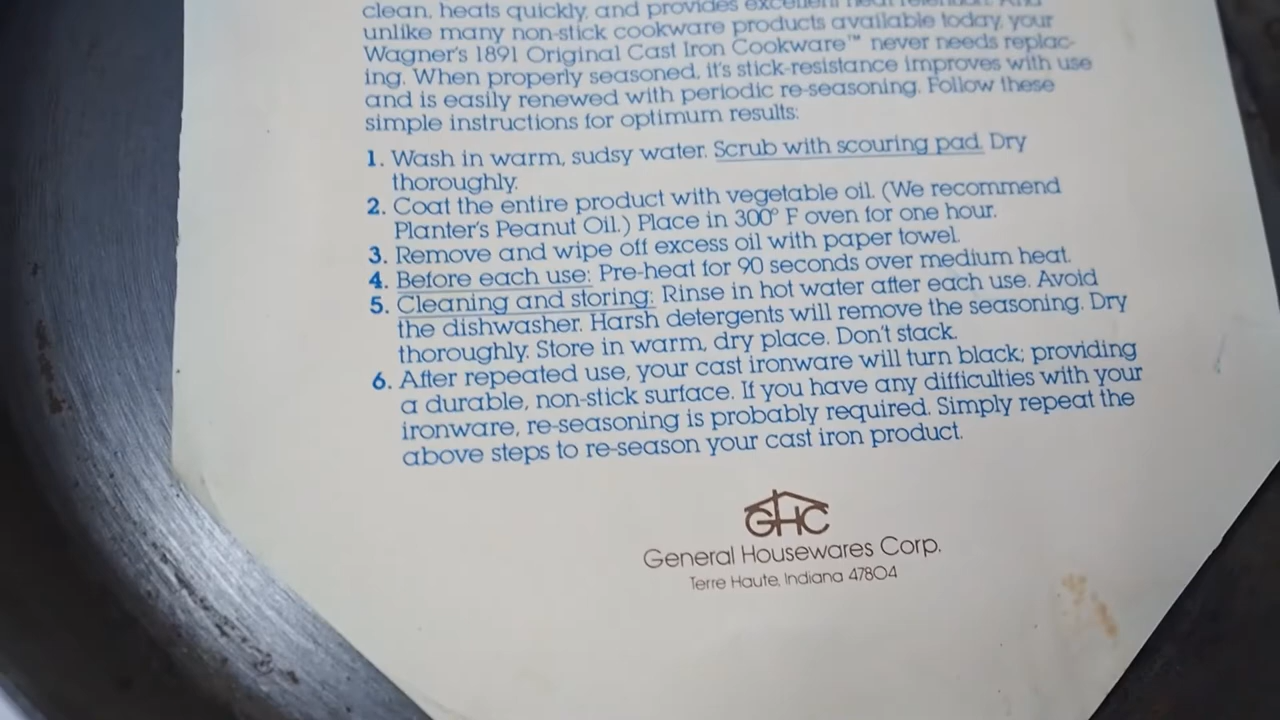 clean, heats quickly, and provides excellent heat retention. And
unlike many non-stick cookware products available today, your
Wagner's 1891 Original Cast Iron Cookware™ never needs replac-
ing. When properly seasoned, it's stick-resistance improves with use
and is easily renewed with periodic re-seasoning. Follow these
simple instructions for optimum results:
1. Wash in warm, sudsy water. Scrub with scouring pad. Dry
thoroughly.
2. Coat the entire product with vegetable oil. (We recommend
Planter's Peanut Oil.) Place in 300° F oven for one hour.
3. Remove and wipe off excess oil with paper towel.
4. Before each use: Pre-heat for 90 seconds over medium heat.
5. Cleaning and storing: Rinse in hot water after each use. Avoid
the dishwasher. Harsh detergents will remove the seasoning. Dry
thoroughly. Store in warm, dry place. Don't stack.
6. After repeated use, your cast ironware will turn black; providing
a durable, non-stick surface. If you have any difficulties with your
ironware, re-seasoning is probably required. Simply repeat the
above steps to re-season your cast iron product.
GHC
General Housewares Corp.
Terre Haute, Indiana 47804